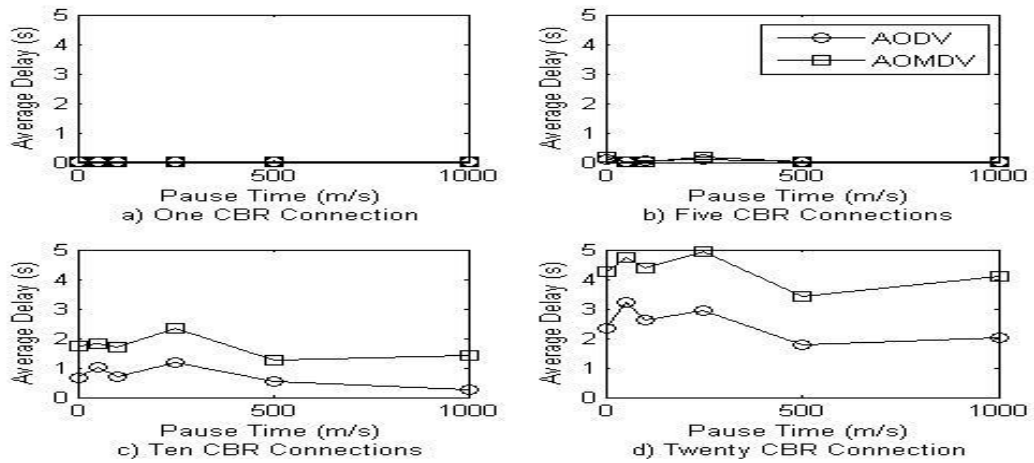 5
4
3
2
1
0
Average Delay (s)
0 500 1000
Pause Time (m/s)
a) One CBR Connection
5
4
3
2
1
0
Average Delay (s)
AODV
AOMDV
0 500 1000
Pause Time (m/s)
b) Five CBR Connections
5
4
3
2
1
0
Average Delay (s)
0 500 1000
Pause Time (m/s)
c) Ten CBR Connections
5
4
3
2
1
0
Average Delay (s)
0 500 1000
Pause Time (m/s)
d) Twenty CBR Connection